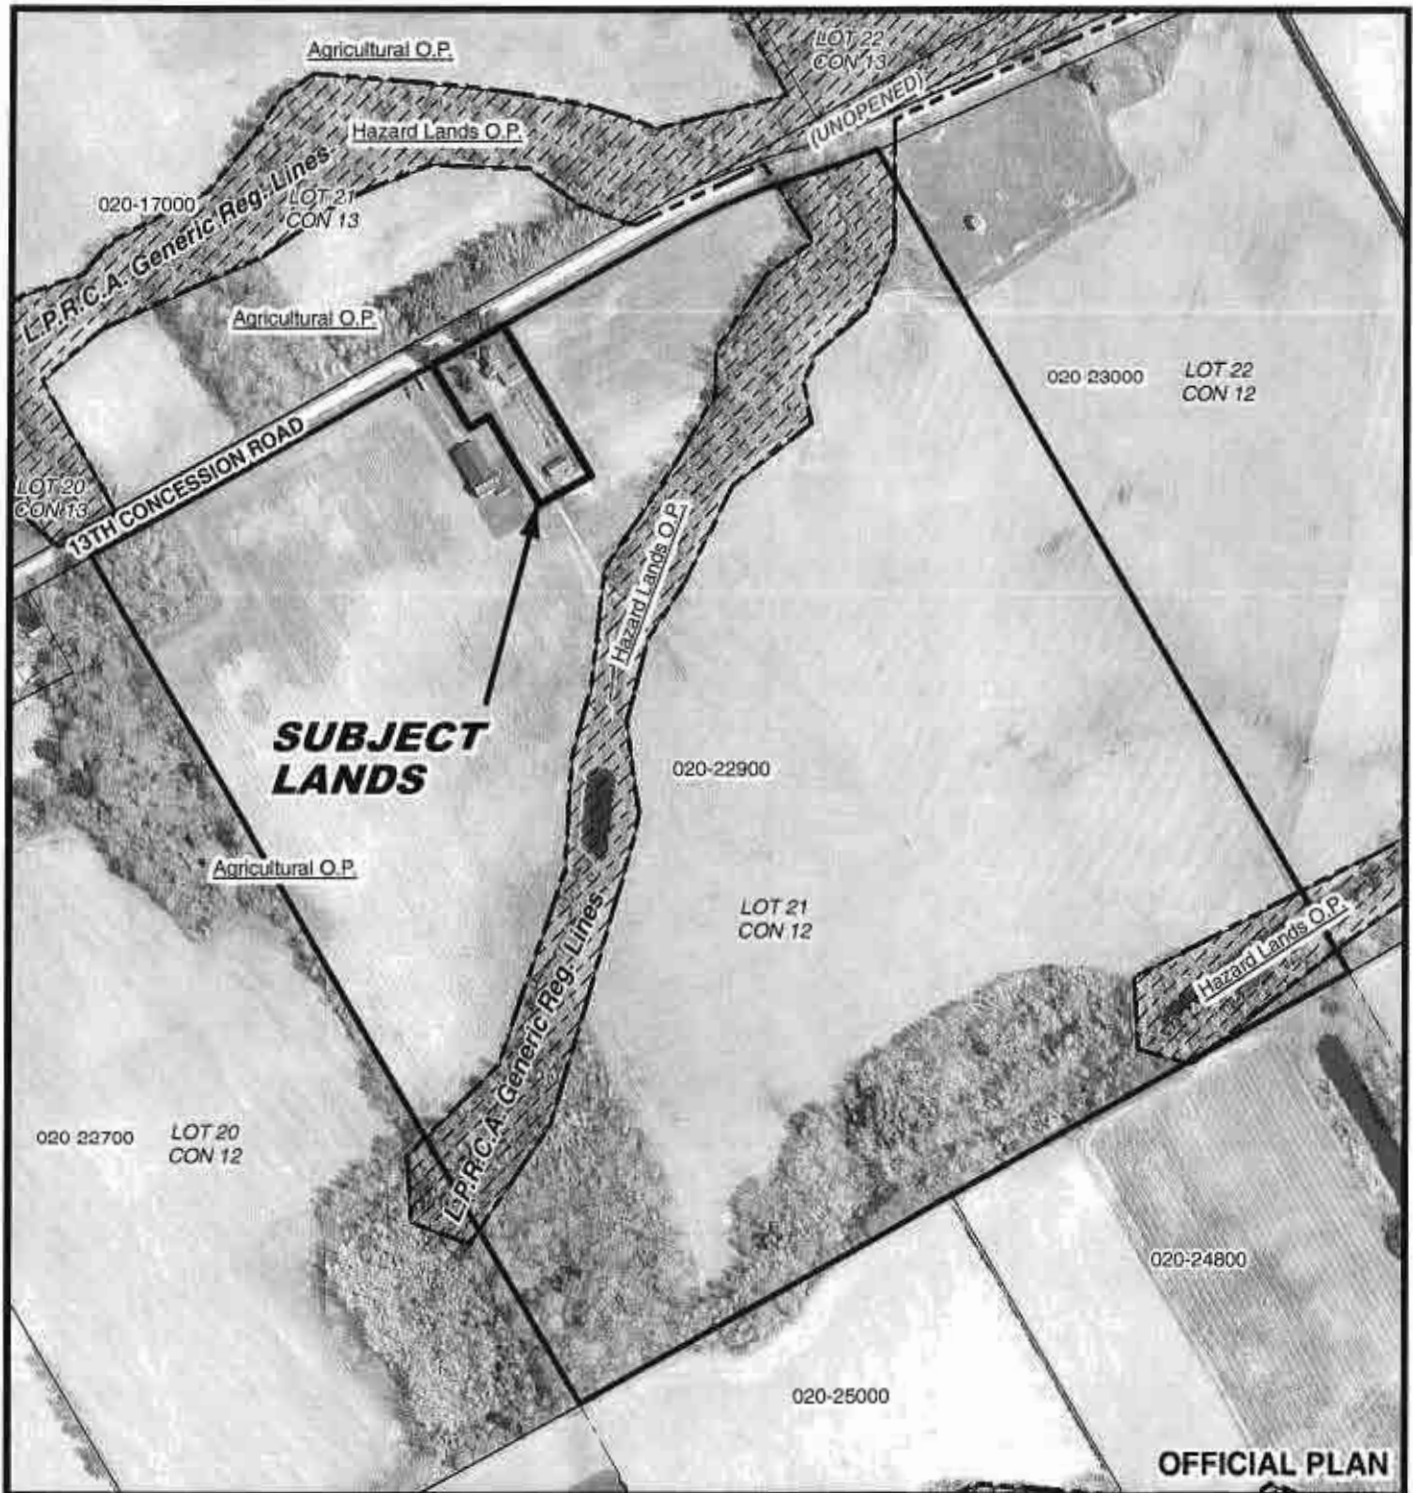 Agricultural O.P.
LOT 22
CON 13
(UNOPENED)
Hazard Lands O.P.
020-17000
LOT 21
CON 13
L.P.R.C.A. Generic Reg. Lines
Agricultural O.P.
020 23000
LOT 22
CON 12
13TH CONCESSION ROAD
LOT 20
CON 13
Hazard Lands O.P.
SUBJECT
LANDS
020-22900
Agricultural O.P.
LOT 21
CON 12
Hazard Lands O.P.
L.P.R.C.A. Generic Reg. Lines
020 22700
LOT 20
CON 12
020-24800
020-25000
OFFICIAL PLAN